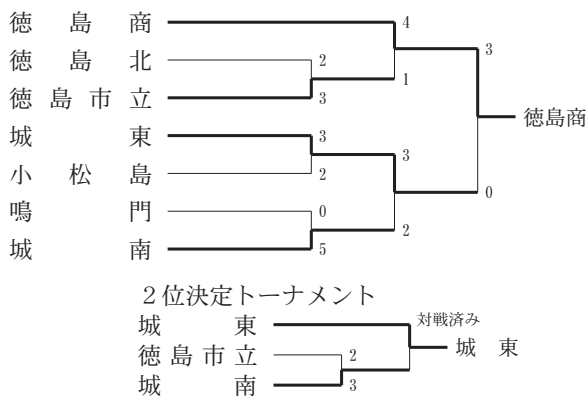 徳島商 4
徳島北 2
徳島市立 3
1
3
徳島商
城東 3
小松島 2
3
0
鳴門 0
城南 5
2
２位決定トーナメント
城東 対戦済み
徳島市立 2
城南 3
城東